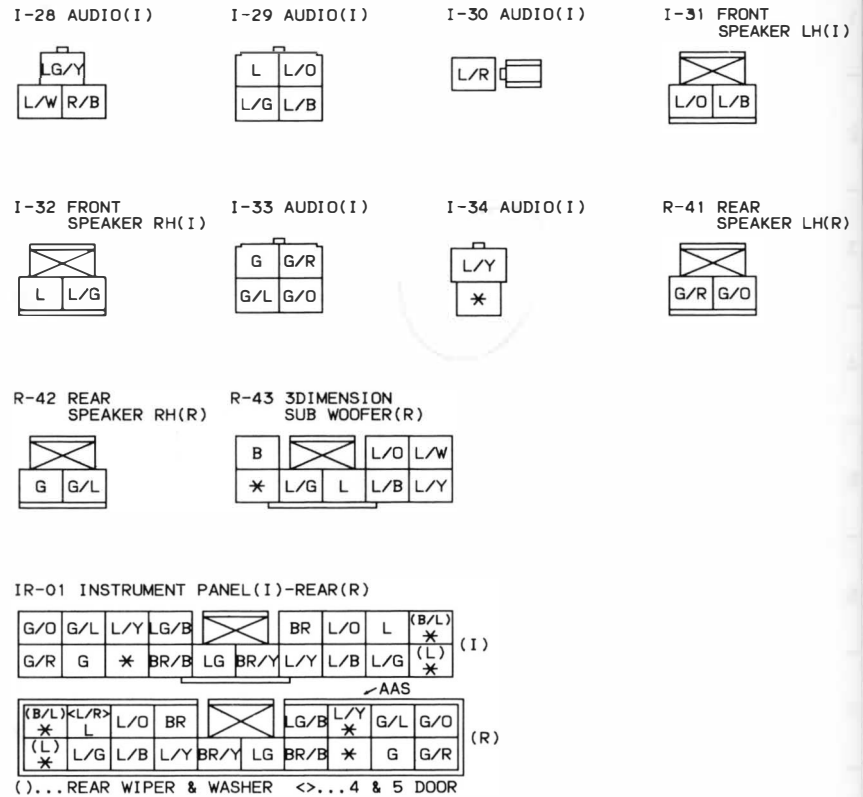 I-28 AUDIO(I) I-29 AUDIO(I) I-30 AUDIO(I) I-31 FRONT
SPEAKER LH(I)
LG/Y
L/W R/B
L L/O
L/G L/B
L/R
L/O L/B
I-32 FRONT I-33 AUDIO(I) I-34 AUDIO(I) R-41 REAR
SPEAKER RH(I) SPEAKER LH(R)
L L/G
G G/R
G/L G/O
L/Y
*
G/R G/O
R-42 REAR R-43 3DIMENSION
SPEAKER RH(R) SUB WOOFER(R)
G G/L
B L/O L/W
* L/G L L/B L/Y
IR-01 INSTRUMENT PANEL(I)-REAR(R)
G/O G/L L/Y LG/B BR L/O L (B/L) *
G/R G * BR/B LG BR/Y L/Y L/B L/G (L) *
(I)
AAS
(B/L) * <L/R> L L/O BR LG/B L/Y * G/L G/O
(L) * L/G L/B L/Y BR/Y LG BR/B * G G/R
(R)
()...REAR WIPER & WASHER <>...4 & 5 DOOR